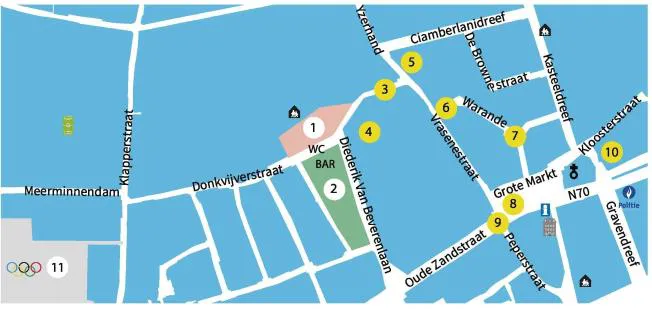 Yzerhand
Ciamberlanidreef
De Browne
straat
Kasteeldreef
5
3
6
Warande
Vrasenestraat
Kloosterstraat
Klapperstraat
1
4
7
10
WC
BAR
Diederik Van Beverenlaan
Donkvijverstraat
2
Meerminnendam
Grote Markt
N70
Politie
8
9
Gravendreef
Oude Zandstraat
Peperstraat
11